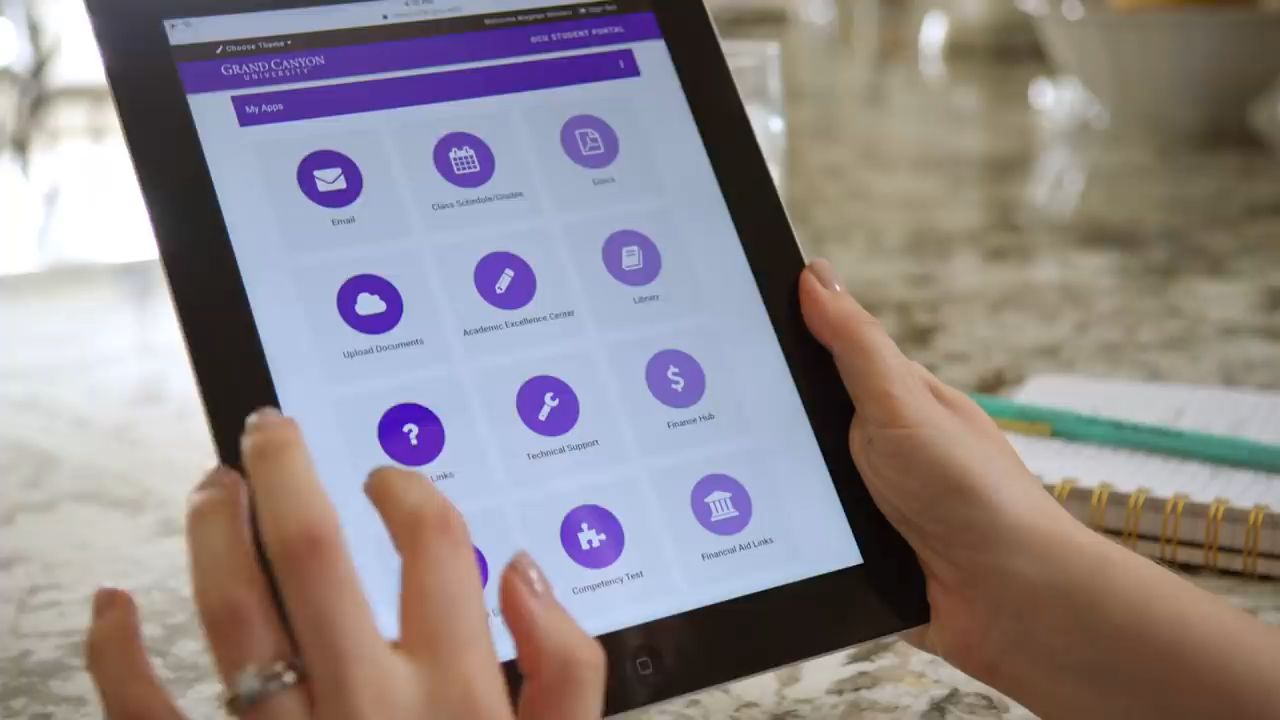 Choose Theme
GCU STUDENT PORTAL
GRAND CANYON
UNIVERSITY
My Apps
Email
Class Schedule/Grades
Upload Documents
Academic Excellence Center
Library
Links
Technical Support
Finance Hub
Competency Test
Financial Aid Links